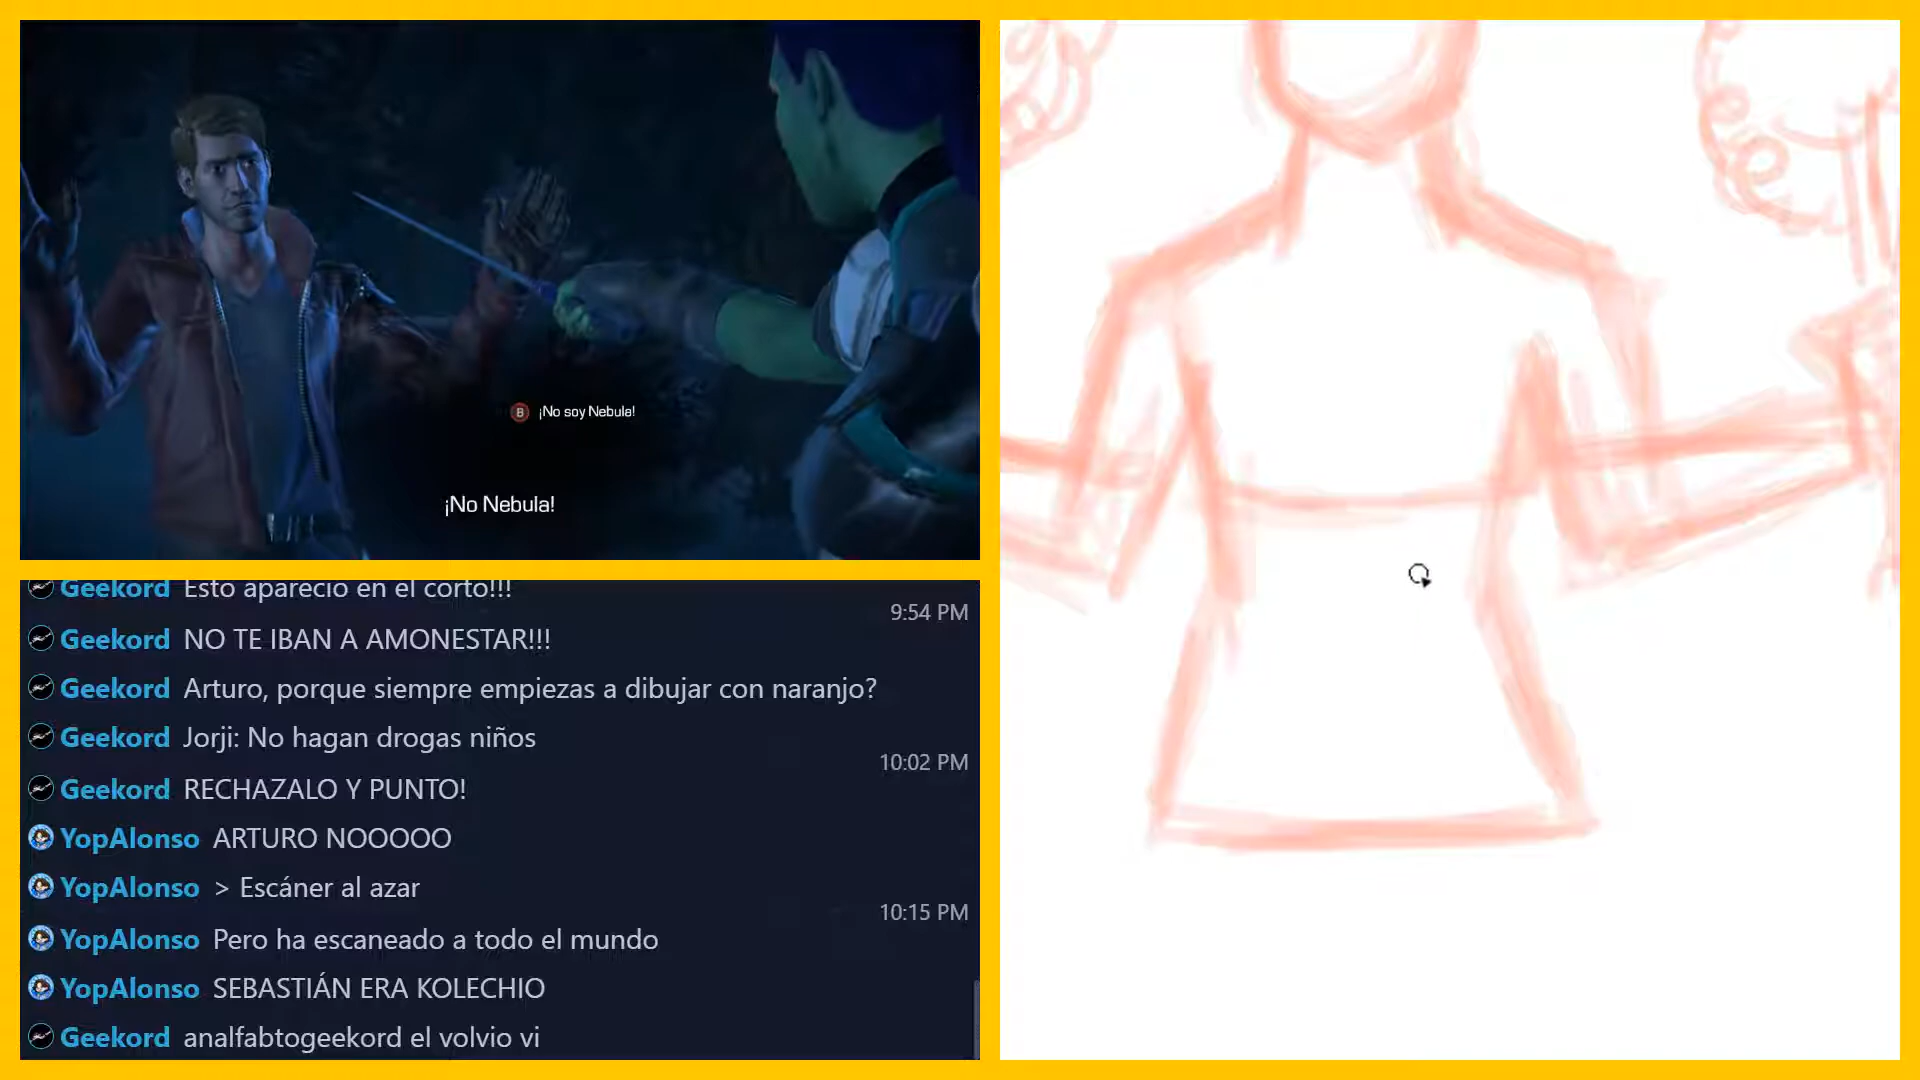 B ¡No soy Nebula!
¡No Nebula!
Geekord Esto aparecio en el corto!!!
9:54 PM
Geekord NO TE IBAN A AMONESTAR!!!
Geekord Arturo, porque siempre empiezas a dibujar con naranjo?
Geekord Jorji: No hagan drogas niños
10:02 PM
Geekord RECHAZALO Y PUNTO!
YopAlonso ARTURO NOOOOO
YopAlonso > Escáner al azar
10:15 PM
YopAlonso Pero ha escaneado a todo el mundo
YopAlonso SEBASTIÁN ERA KOLECHIO
Geekord analfabtogeekord el volvio vi